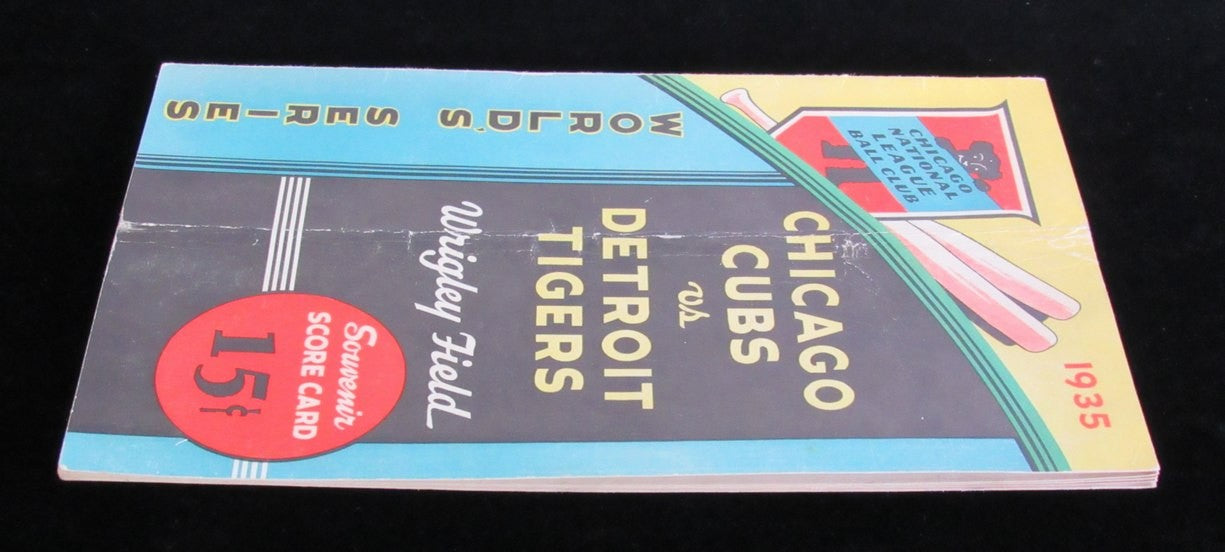 1935
CHICAGO
NATIONAL
LEAGUE
BALL CLUB
CHICAGO
CUBS
vs
DETROIT
TIGERS
Wrigley Field
WORLD'S SERIES
Souvenir
SCORE CARD
15¢